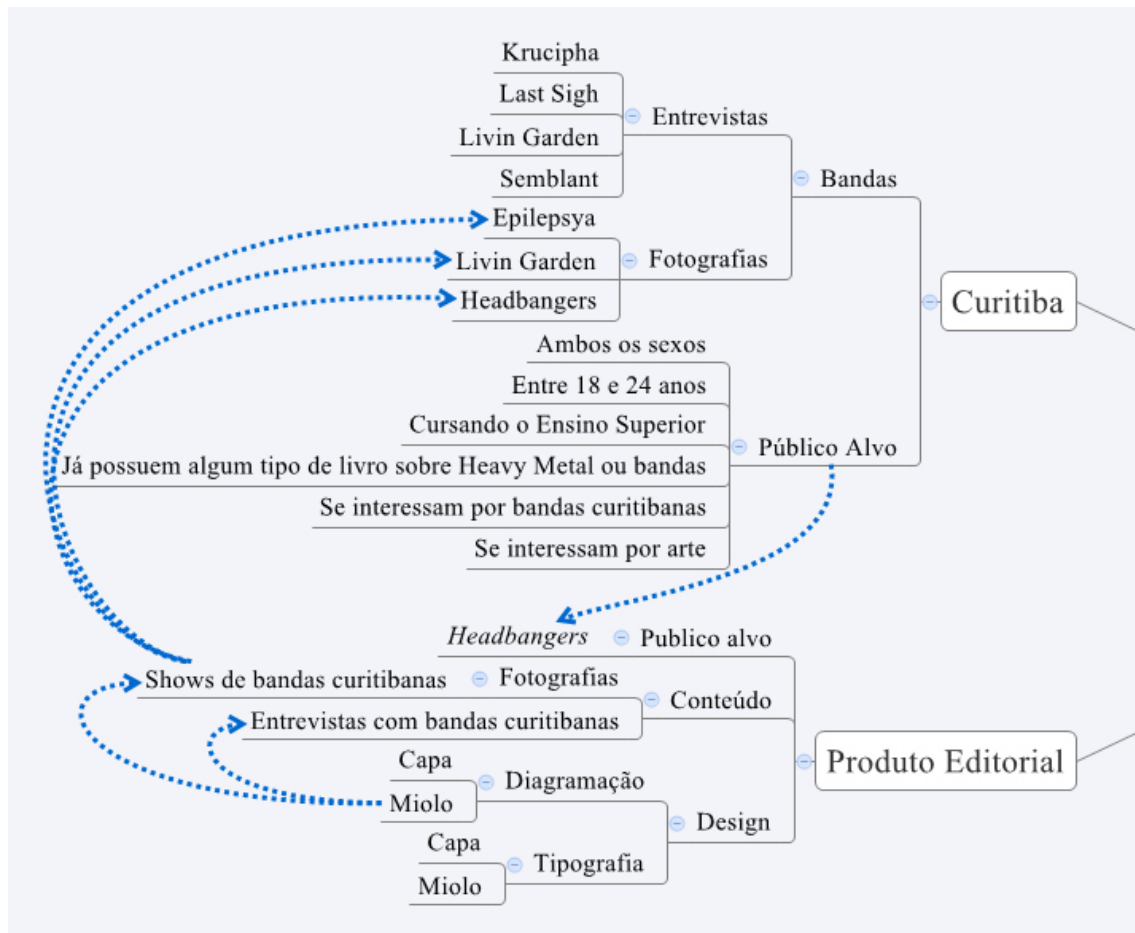 Krucipha
Last Sigh
Entrevistas
Livin Garden
Semblant
Bandas
Epilepsya
Livin Garden
Fotografias
Headbangers
Curitiba
Ambos os sexos
Entre 18 e 24 anos
Cursando o Ensino Superior
Público Alvo
Já possuem algum tipo de livro sobre Heavy Metal ou bandas
Se interessam por bandas curitibanas
Se interessam por arte
Headbangers
Publico alvo
Shows de bandas curitibanas
Fotografias
Conteúdo
Entrevistas com bandas curitibanas
Produto Editorial
Capa
Diagramação
Miolo
Design
Capa
Tipografia
Miolo